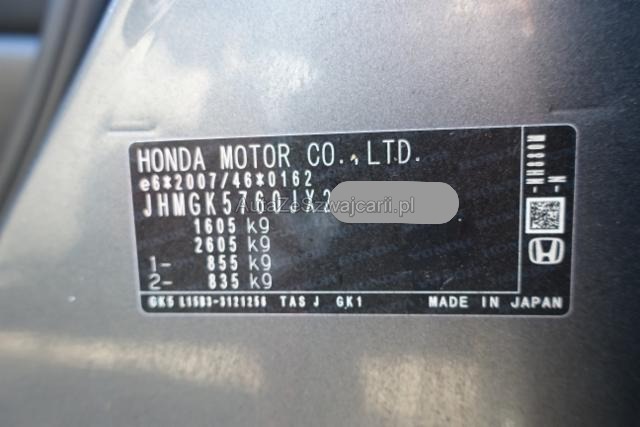 HONDA MOTOR CO.,LTD.
e6*2007/46*0162
JHMGK5760JX2
AutaZeSzwajcarii.pl
1605 kg
2605 kg
1- 855 kg
2- 835 kg
GK5 L15B3-3121256 TAS J GK1 MADE IN JAPAN